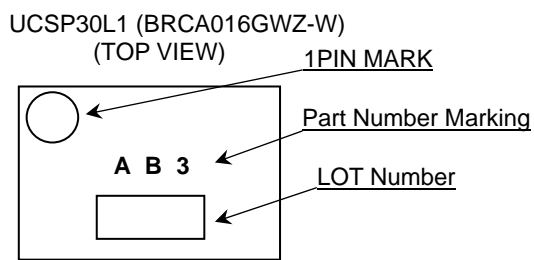 UCSP30L1 (BRCA016GWZ-W)
(TOP VIEW)
1PIN MARK
Part Number Marking
A B 3
LOT Number